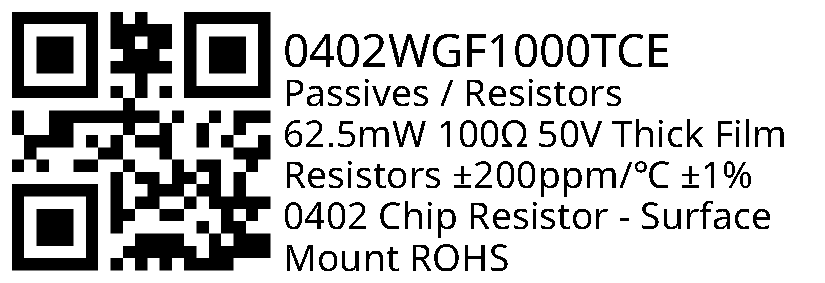 0402WGF1000TCE
Passives / Resistors
62.5mW 100Ω 50V Thick Film
Resistors ±200ppm/℃ ±1%
0402 Chip Resistor - Surface
Mount ROHS